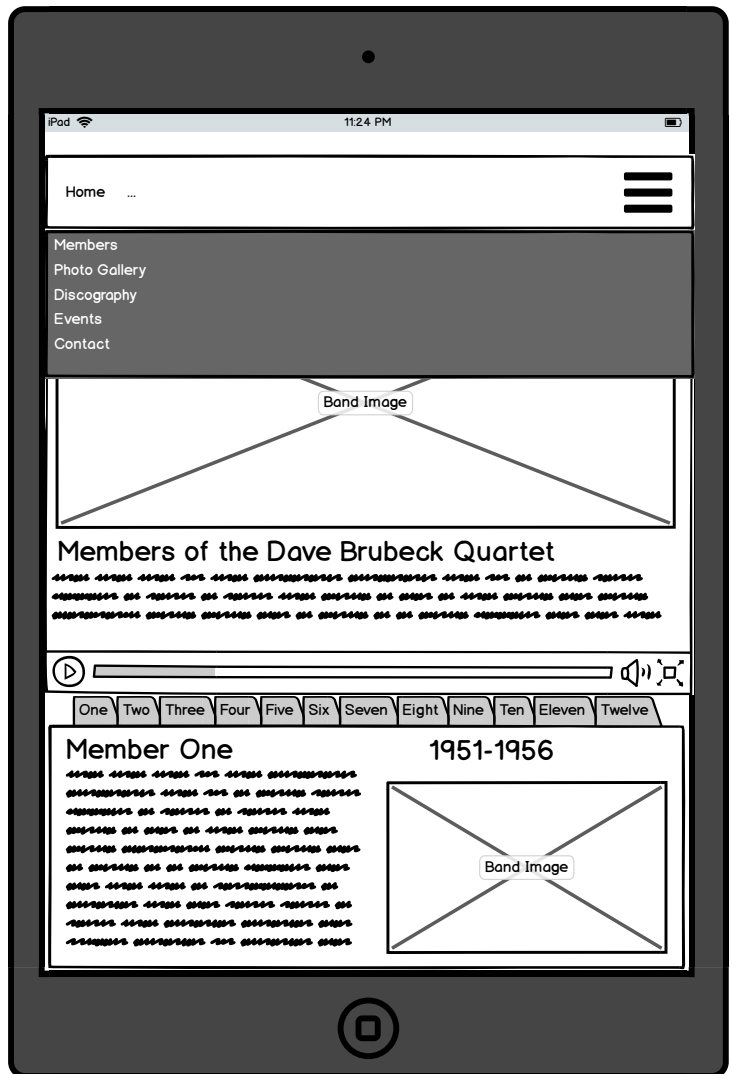 iPad 11:24 PM
Home ...
Members
Photo Gallery
Discography
Events
Contact
Band Image
Members of the Dave Brubeck Quartet
One Two Three Four Five Six Seven Eight Nine Ten Eleven Twelve
Member One 1951-1956
Band Image